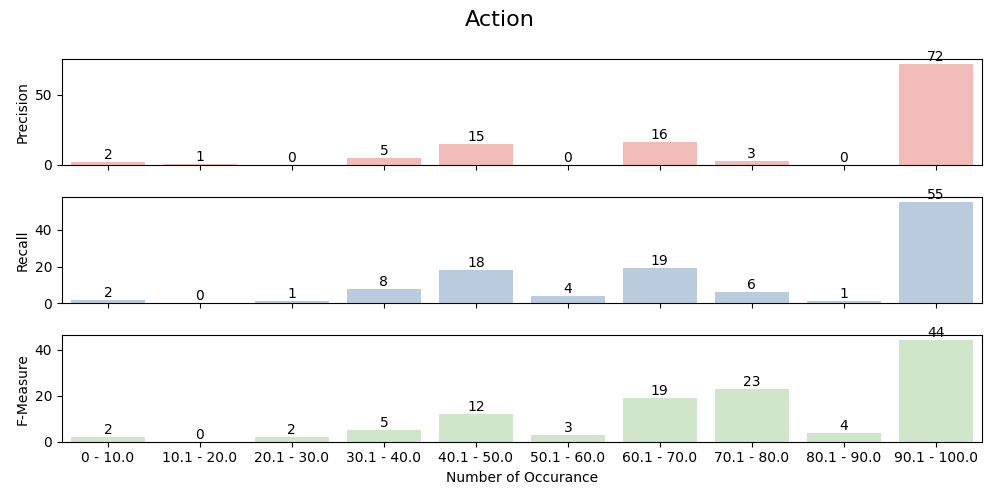 Action
Precision
50
0
2 1 0 5 15 0 16 3 0 72
Recall
40
20
0
2 0 1 8 18 4 19 6 1 55
F-Measure
40
20
0
2 0 2 5 12 3 19 23 4 44
0 - 10.0 10.1 - 20.0 20.1 - 30.0 30.1 - 40.0 40.1 - 50.0 50.1 - 60.0 60.1 - 70.0 70.1 - 80.0 80.1 - 90.0 90.1 - 100.0
Number of Occurance